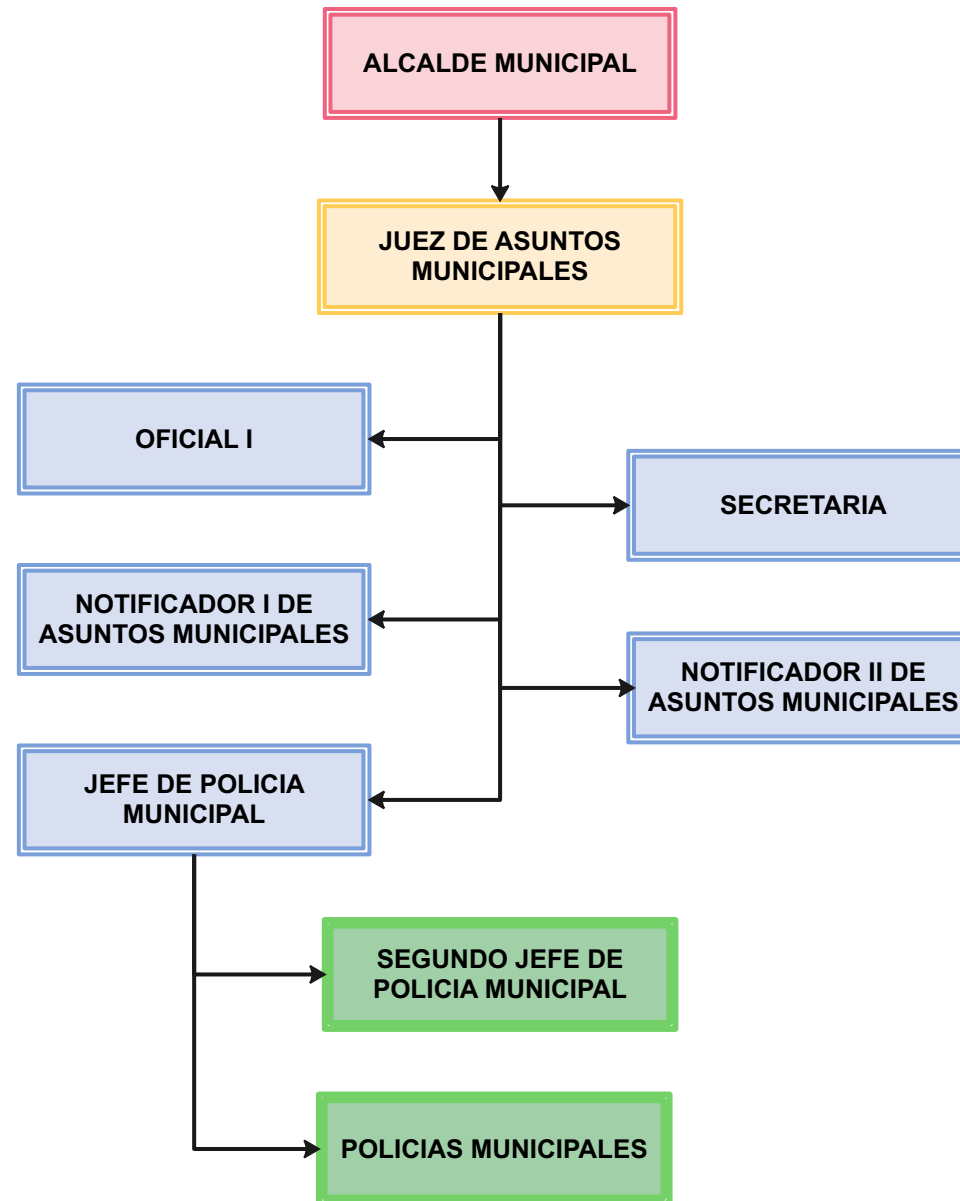 ALCALDE MUNICIPAL
JUEZ DE ASUNTOS
MUNICIPALES
OFICIAL I
SECRETARIA
NOTIFICADOR I DE
ASUNTOS MUNICIPALES
NOTIFICADOR II DE
ASUNTOS MUNICIPALES
JEFE DE POLICIA
MUNICIPAL
SEGUNDO JEFE DE
POLICIA MUNICIPAL
POLICIAS MUNICIPALES